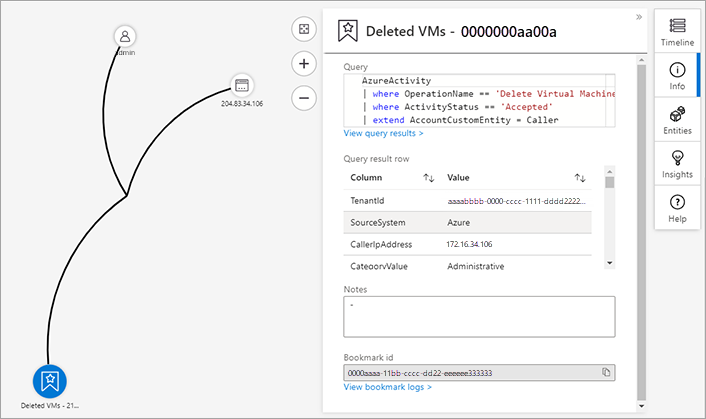 admin
204.83.34.106
Deleted VMs - 21...
Deleted VMs - 0000000aa00a
»
Query
AzureActivity
| where OperationName == 'Delete Virtual Machine
| where ActivityStatus == 'Accepted'
| extend AccountCustomEntity = Caller
View query results >
Query result row
Column Value
TenantId aaaabbbb-0000-cccc-1111-dddd2222...
SourceSystem Azure
CallerIpAddress 172.16.34.106
CategoryValue Administrative
Notes
-
Bookmark id
0000aaaa-11bb-cccc-dd22-eeeeee333333
View bookmark logs >
Timeline
Info
Entities
Insights
Help